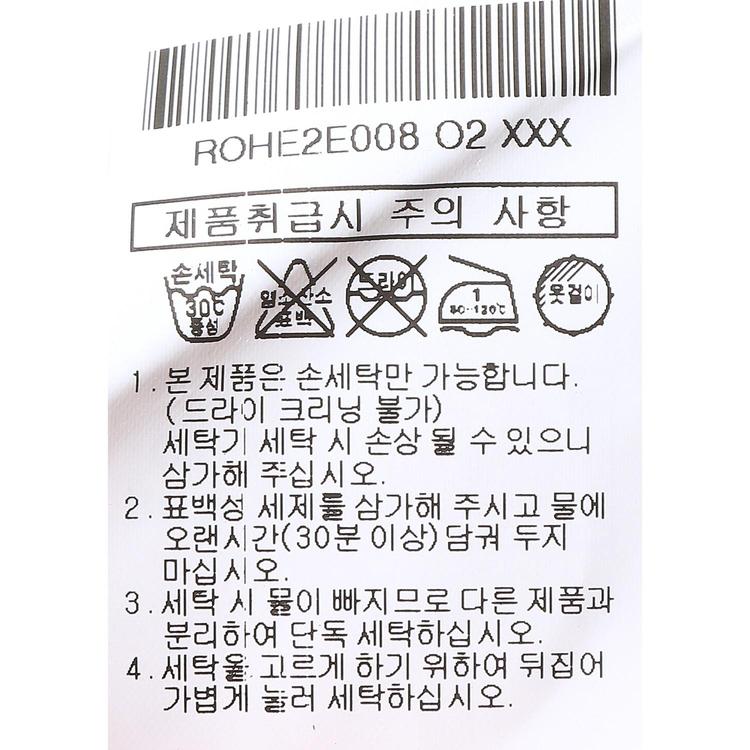 ROHE2E008 O2 XXX
제품취급시 주의 사항
손세탁 30℃ 중성
염소산소 표백
드라이
1 80~120℃
옷걸이
1. 본 제품은 손세탁만 가능합니다.
(드라이 크리닝 불가)
세탁기 세탁 시 손상 될 수 있으니
삼가해 주십시오.
2. 표백성 세제를 삼가해 주시고 물에
오랜시간(30분 이상)담궈 두지
마십시오.
3. 세탁 시 물이 빠지므로 다른 제품과
분리하여 단독 세탁하십시오.
4. 세탁을 고르게 하기 위하여 뒤집어
가볍게 눌러 세탁하십시오.